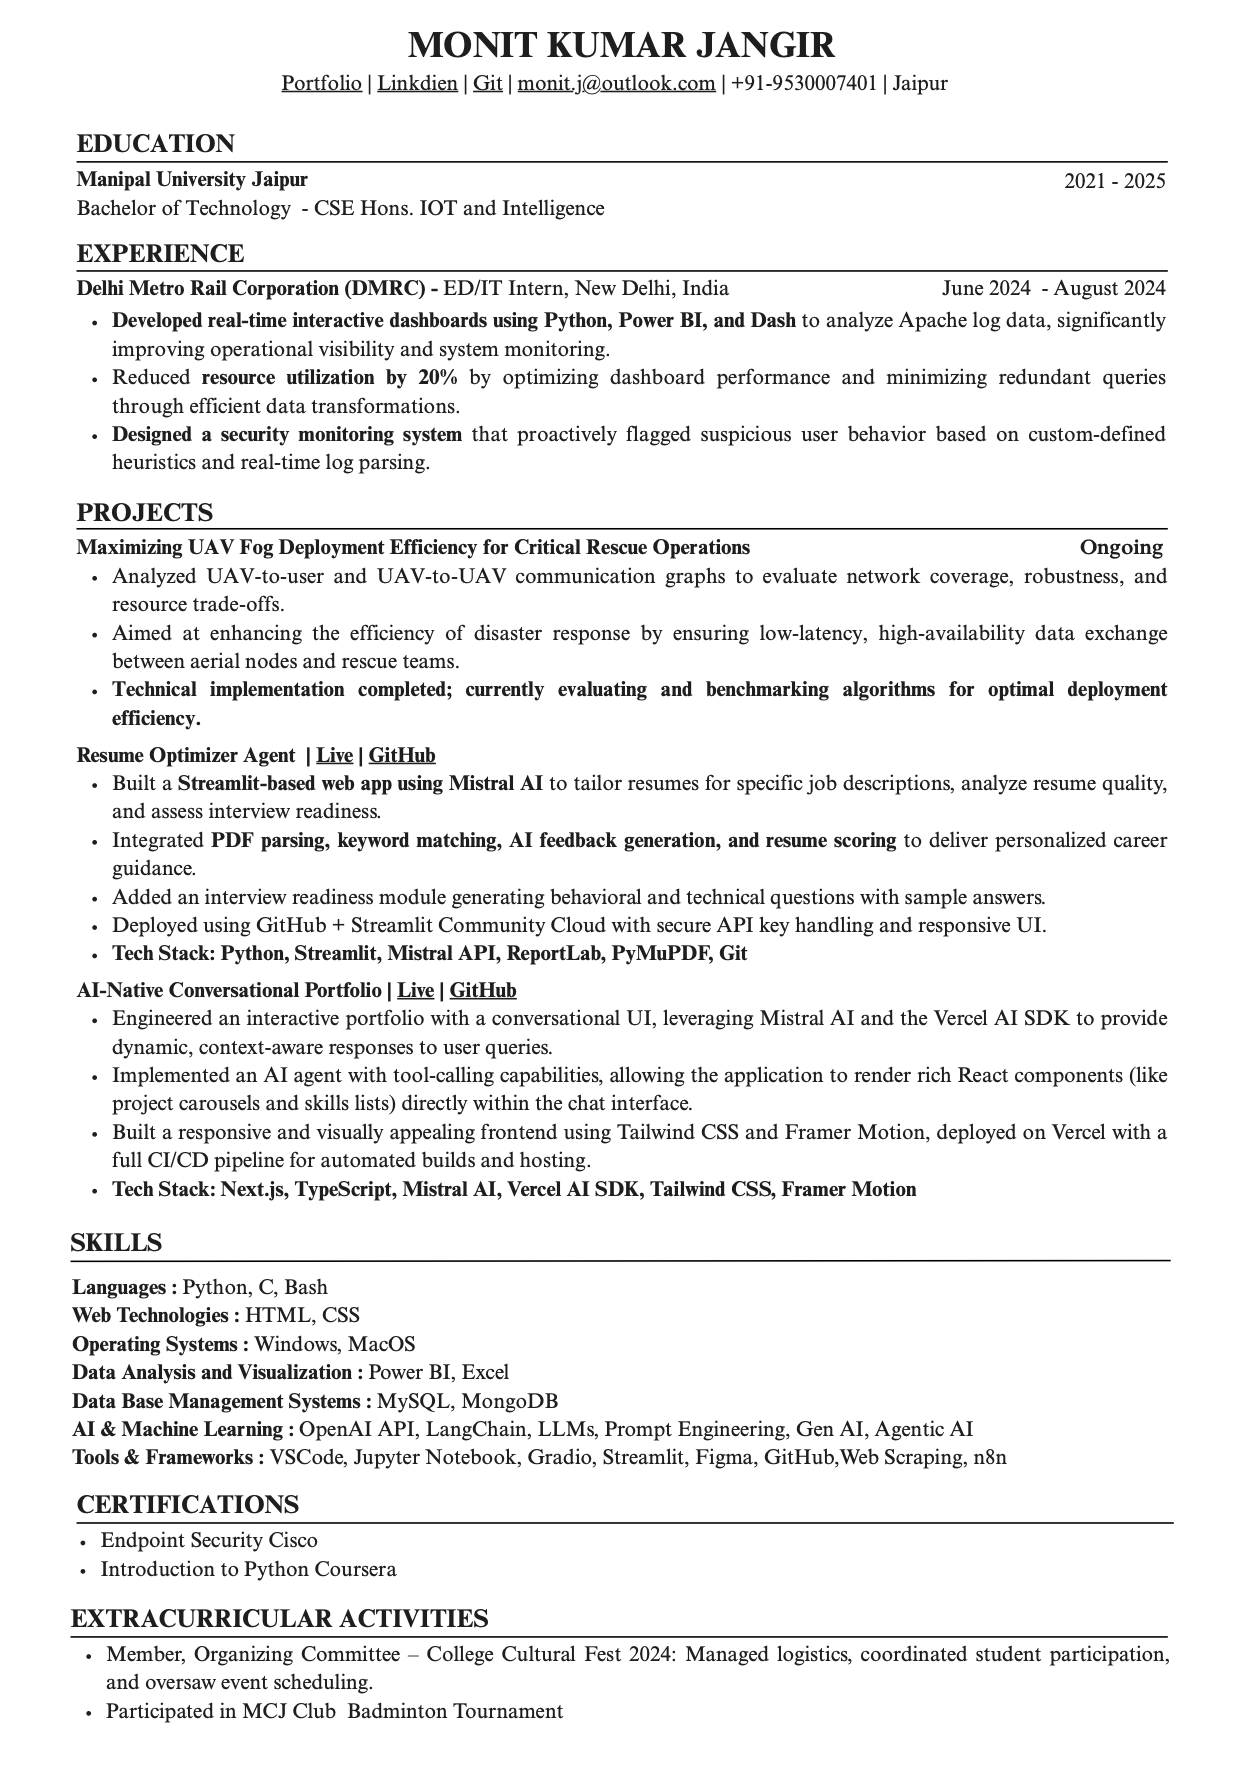 MONIT KUMAR JANGIR
Portfolio | Linkdien | Git | monit.j@outlook.com | +91-9530007401 | Jaipur
EDUCATION
Manipal University Jaipur 2021 - 2025
Bachelor of Technology - CSE Hons. IOT and Intelligence
EXPERIENCE
Delhi Metro Rail Corporation (DMRC) - ED/IT Intern, New Delhi, India June 2024 - August 2024
• Developed real-time interactive dashboards using Python, Power BI, and Dash to analyze Apache log data, significantly
improving operational visibility and system monitoring.
• Reduced resource utilization by 20% by optimizing dashboard performance and minimizing redundant queries
through efficient data transformations.
• Designed a security monitoring system that proactively flagged suspicious user behavior based on custom-defined
heuristics and real-time log parsing.
PROJECTS
Maximizing UAV Fog Deployment Efficiency for Critical Rescue Operations Ongoing
• Analyzed UAV-to-user and UAV-to-UAV communication graphs to evaluate network coverage, robustness, and
resource trade-offs.
• Aimed at enhancing the efficiency of disaster response by ensuring low-latency, high-availability data exchange
between aerial nodes and rescue teams.
• Technical implementation completed; currently evaluating and benchmarking algorithms for optimal deployment
efficiency.
Resume Optimizer Agent | Live | GitHub
• Built a Streamlit-based web app using Mistral AI to tailor resumes for specific job descriptions, analyze resume quality,
and assess interview readiness.
• Integrated PDF parsing, keyword matching, AI feedback generation, and resume scoring to deliver personalized career
guidance.
• Added an interview readiness module generating behavioral and technical questions with sample answers.
• Deployed using GitHub + Streamlit Community Cloud with secure API key handling and responsive UI.
• Tech Stack: Python, Streamlit, Mistral API, ReportLab, PyMuPDF, Git
AI-Native Conversational Portfolio | Live | GitHub
• Engineered an interactive portfolio with a conversational UI, leveraging Mistral AI and the Vercel AI SDK to provide
dynamic, context-aware responses to user queries.
• Implemented an AI agent with tool-calling capabilities, allowing the application to render rich React components (like
project carousels and skills lists) directly within the chat interface.
• Built a responsive and visually appealing frontend using Tailwind CSS and Framer Motion, deployed on Vercel with a
full CI/CD pipeline for automated builds and hosting.
• Tech Stack: Next.js, TypeScript, Mistral AI, Vercel AI SDK, Tailwind CSS, Framer Motion
SKILLS
Languages : Python, C, Bash
Web Technologies : HTML, CSS
Operating Systems : Windows, MacOS
Data Analysis and Visualization : Power BI, Excel
Data Base Management Systems : MySQL, MongoDB
AI & Machine Learning : OpenAI API, LangChain, LLMs, Prompt Engineering, Gen AI, Agentic AI
Tools & Frameworks : VSCode, Jupyter Notebook, Gradio, Streamlit, Figma, GitHub,Web Scraping, n8n
CERTIFICATIONS
• Endpoint Security Cisco
• Introduction to Python Coursera
EXTRACURRICULAR ACTIVITIES
• Member, Organizing Committee – College Cultural Fest 2024: Managed logistics, coordinated student participation,
and oversaw event scheduling.
• Participated in MCJ Club Badminton Tournament